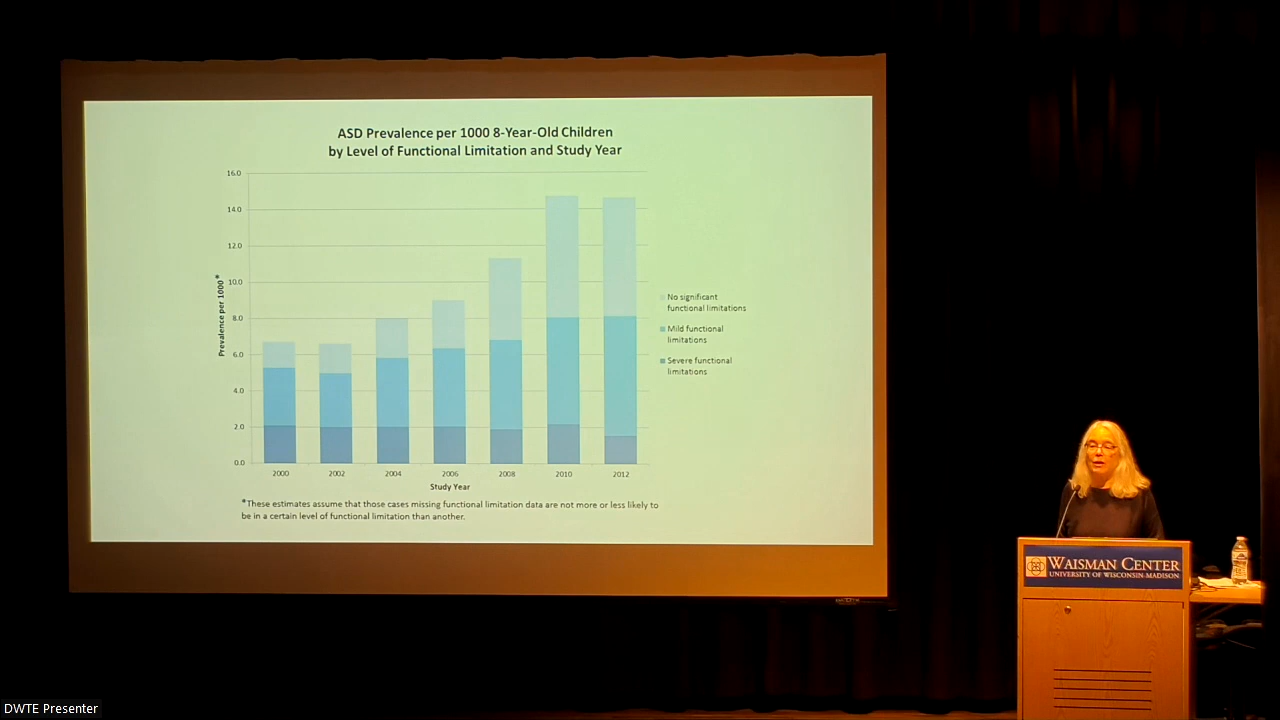 ASD Prevalence per 1000 8-Year-Old Children
by Level of Functional Limitation and Study Year
16.0
14.0
12.0
10.0
8.0
6.0
4.0
2.0
0.0
Prevalence per 1000*
2000 2002 2004 2006 2008 2010 2012
Study Year
No significant
functional limitations
Mild functional
limitations
Severe functional
limitations
*These estimates assume that those cases missing functional limitation data are not more or less likely to
be in a certain level of functional limitation than another.
WAISMAN CENTER
UNIVERSITY OF WISCONSIN-MADISON
DWTE Presenter